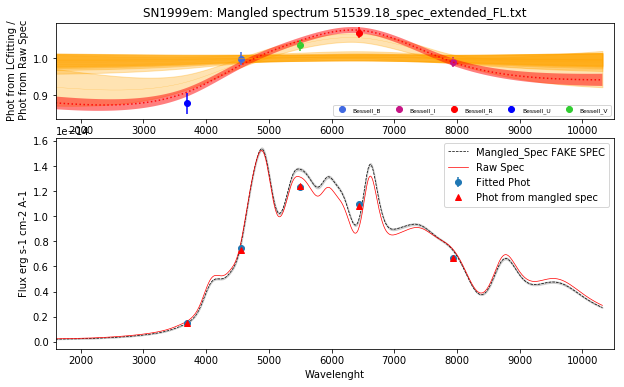 SN1999em: Mangled spectrum 51539.18_spec_extended_FL.txt
Phot from LCfitting /
Phot from Raw Spec
1.0
0.9
Bessell_B
Bessell_I
Bessell_R
Bessell_U
Bessell_V
2000 3000 4000 5000 6000 7000 8000 9000 10000
1e−14
Flux erg s-1 cm-2 A-1
1.6
1.4
1.2
1.0
0.8
0.6
0.4
0.2
0.0
Mangled_Spec FAKE SPEC
Raw Spec
Fitted Phot
Phot from mangled spec
2000 3000 4000 5000 6000 7000 8000 9000 10000
Wavelenght